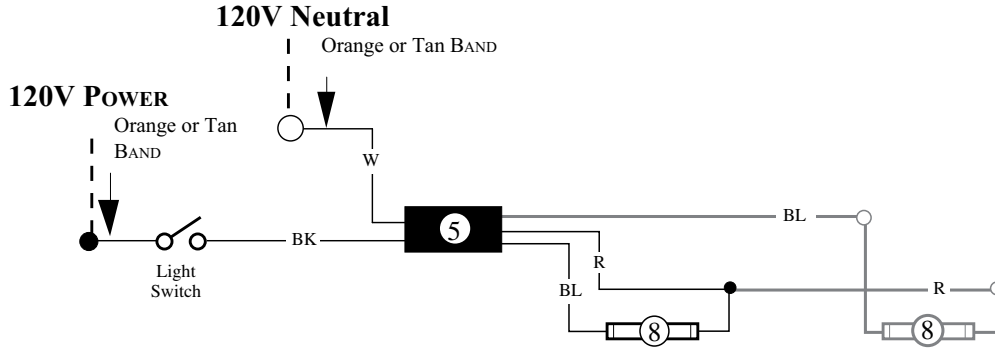 120V Neutral
Orange or Tan BAND
120V POWER
Orange or Tan
BAND
W
5
BL
BK
R
Light
Switch
BL
R
8
8